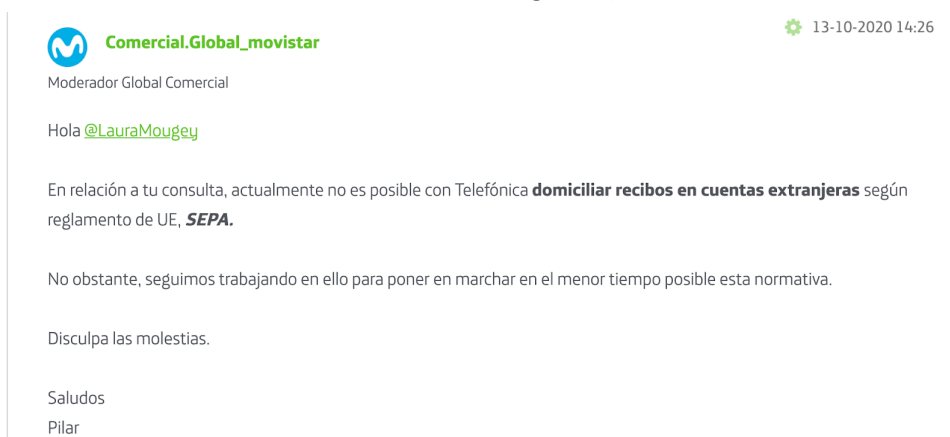 13-10-2020 14:26
Comercial.Global_movistar
Moderador Global Comercial
Hola @LauraMougey
En relación a tu consulta, actualmente no es posible con Telefónica domiciliar recibos en cuentas extranjeras según
reglamento de UE, SEPA.
No obstante, seguimos trabajando en ello para poner en marchar en el menor tiempo posible esta normativa.
Disculpa las molestias.
Saludos
Pilar